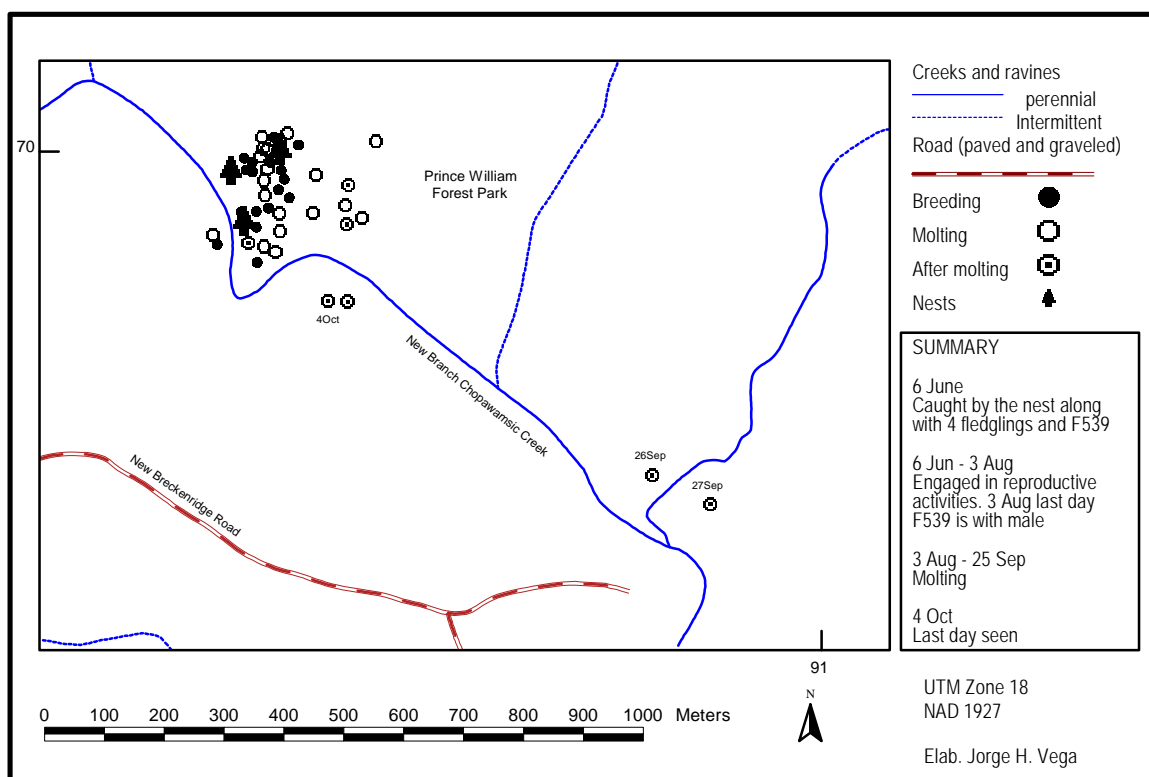 70
Prince William
Forest Park
4Oct
New Branch Chopawamsic Creek
26Sep
27Sep
New Breckenridge Road
91
Creeks and ravines
perennial
Intermittent
Road (paved and graveled)
Breeding
Molting
After molting
Nests
SUMMARY
6 June
Caught by the nest along
with 4 fledglings and F539
6 Jun - 3 Aug
Engaged in reproductive
activities. 3 Aug last day
F539 is with male
3 Aug - 25 Sep
Molting
4 Oct
Last day seen
0 100 200 300 400 500 600 700 800 900 1000 Meters
N
UTM Zone 18
NAD 1927
Elab. Jorge H. Vega